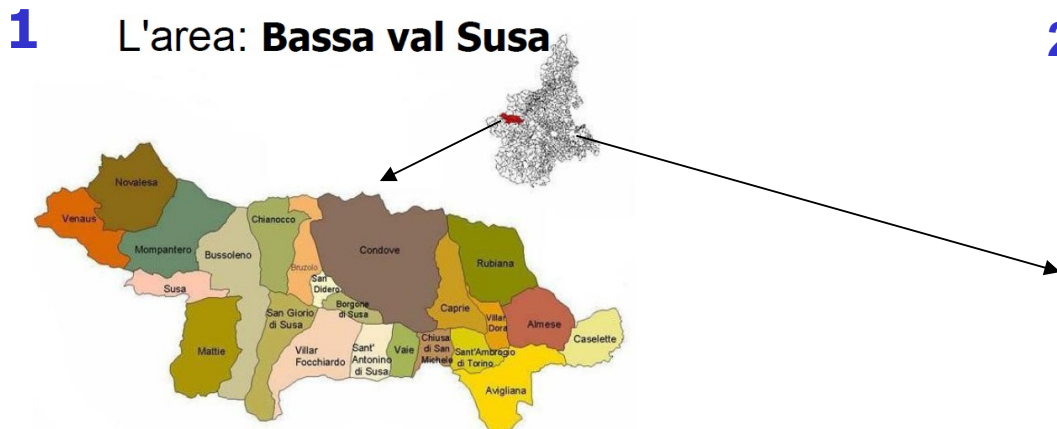 1 L'area: Bassa val Susa 2
Novalesa
Venaus
Mompantero
Bussoleno
Chianocco
Bruzolo
Condove
Rubiana
Susa
San
Didero
Borgone
di Susa
San Giorio
di Susa
Caprie
Villar
Dora
Almese
Caselette
Mattie
Villar
Focchiardo
Sant'
Antonino
di Susa
Vaie
Chiusa
di San
Michele
Sant'Ambrogio
di Torino
Avigliana